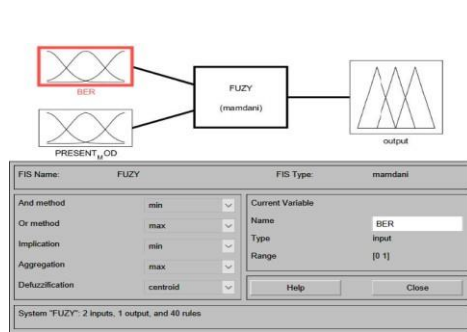 BER
FUZY
(mamdani)
PRESENT_MOD
output
FIS Name: FUZY FIS Type: mamdani
And method min
Or method max
Implication min
Aggregation max
Defuzzification centroid
Current Variable
Name BER
Type input
Range [0 1]
Help Close
System "FUZY": 2 inputs, 1 output, and 40 rules